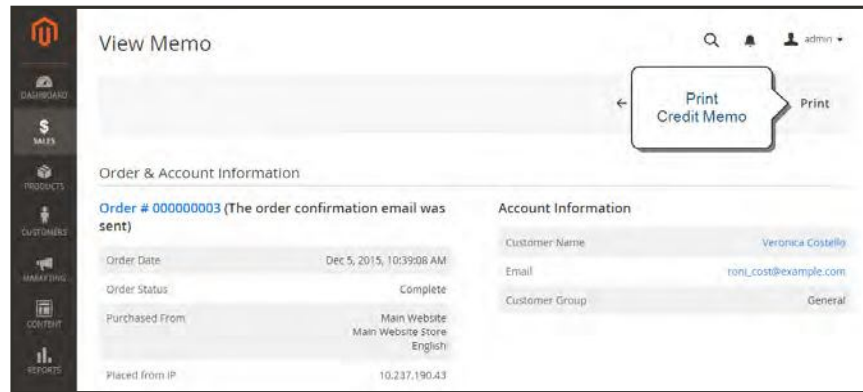 View Memo
admin
DASHBOARD
SALES
PRODUCTS
CUSTOMERS
MARKETING
CONTENT
REPORTS
Print
Credit Memo
Print
Order & Account Information
Order # 000000003 (The order confirmation email was
sent)
Order Date Dec 5, 2015, 10:39:08 AM
Order Status Complete
Purchased From Main Website
Main Website Store
English
Placed from IP 10.237.190.43
Account Information
Customer Name Veronica Costello
Email roni_cost@example.com
Customer Group General